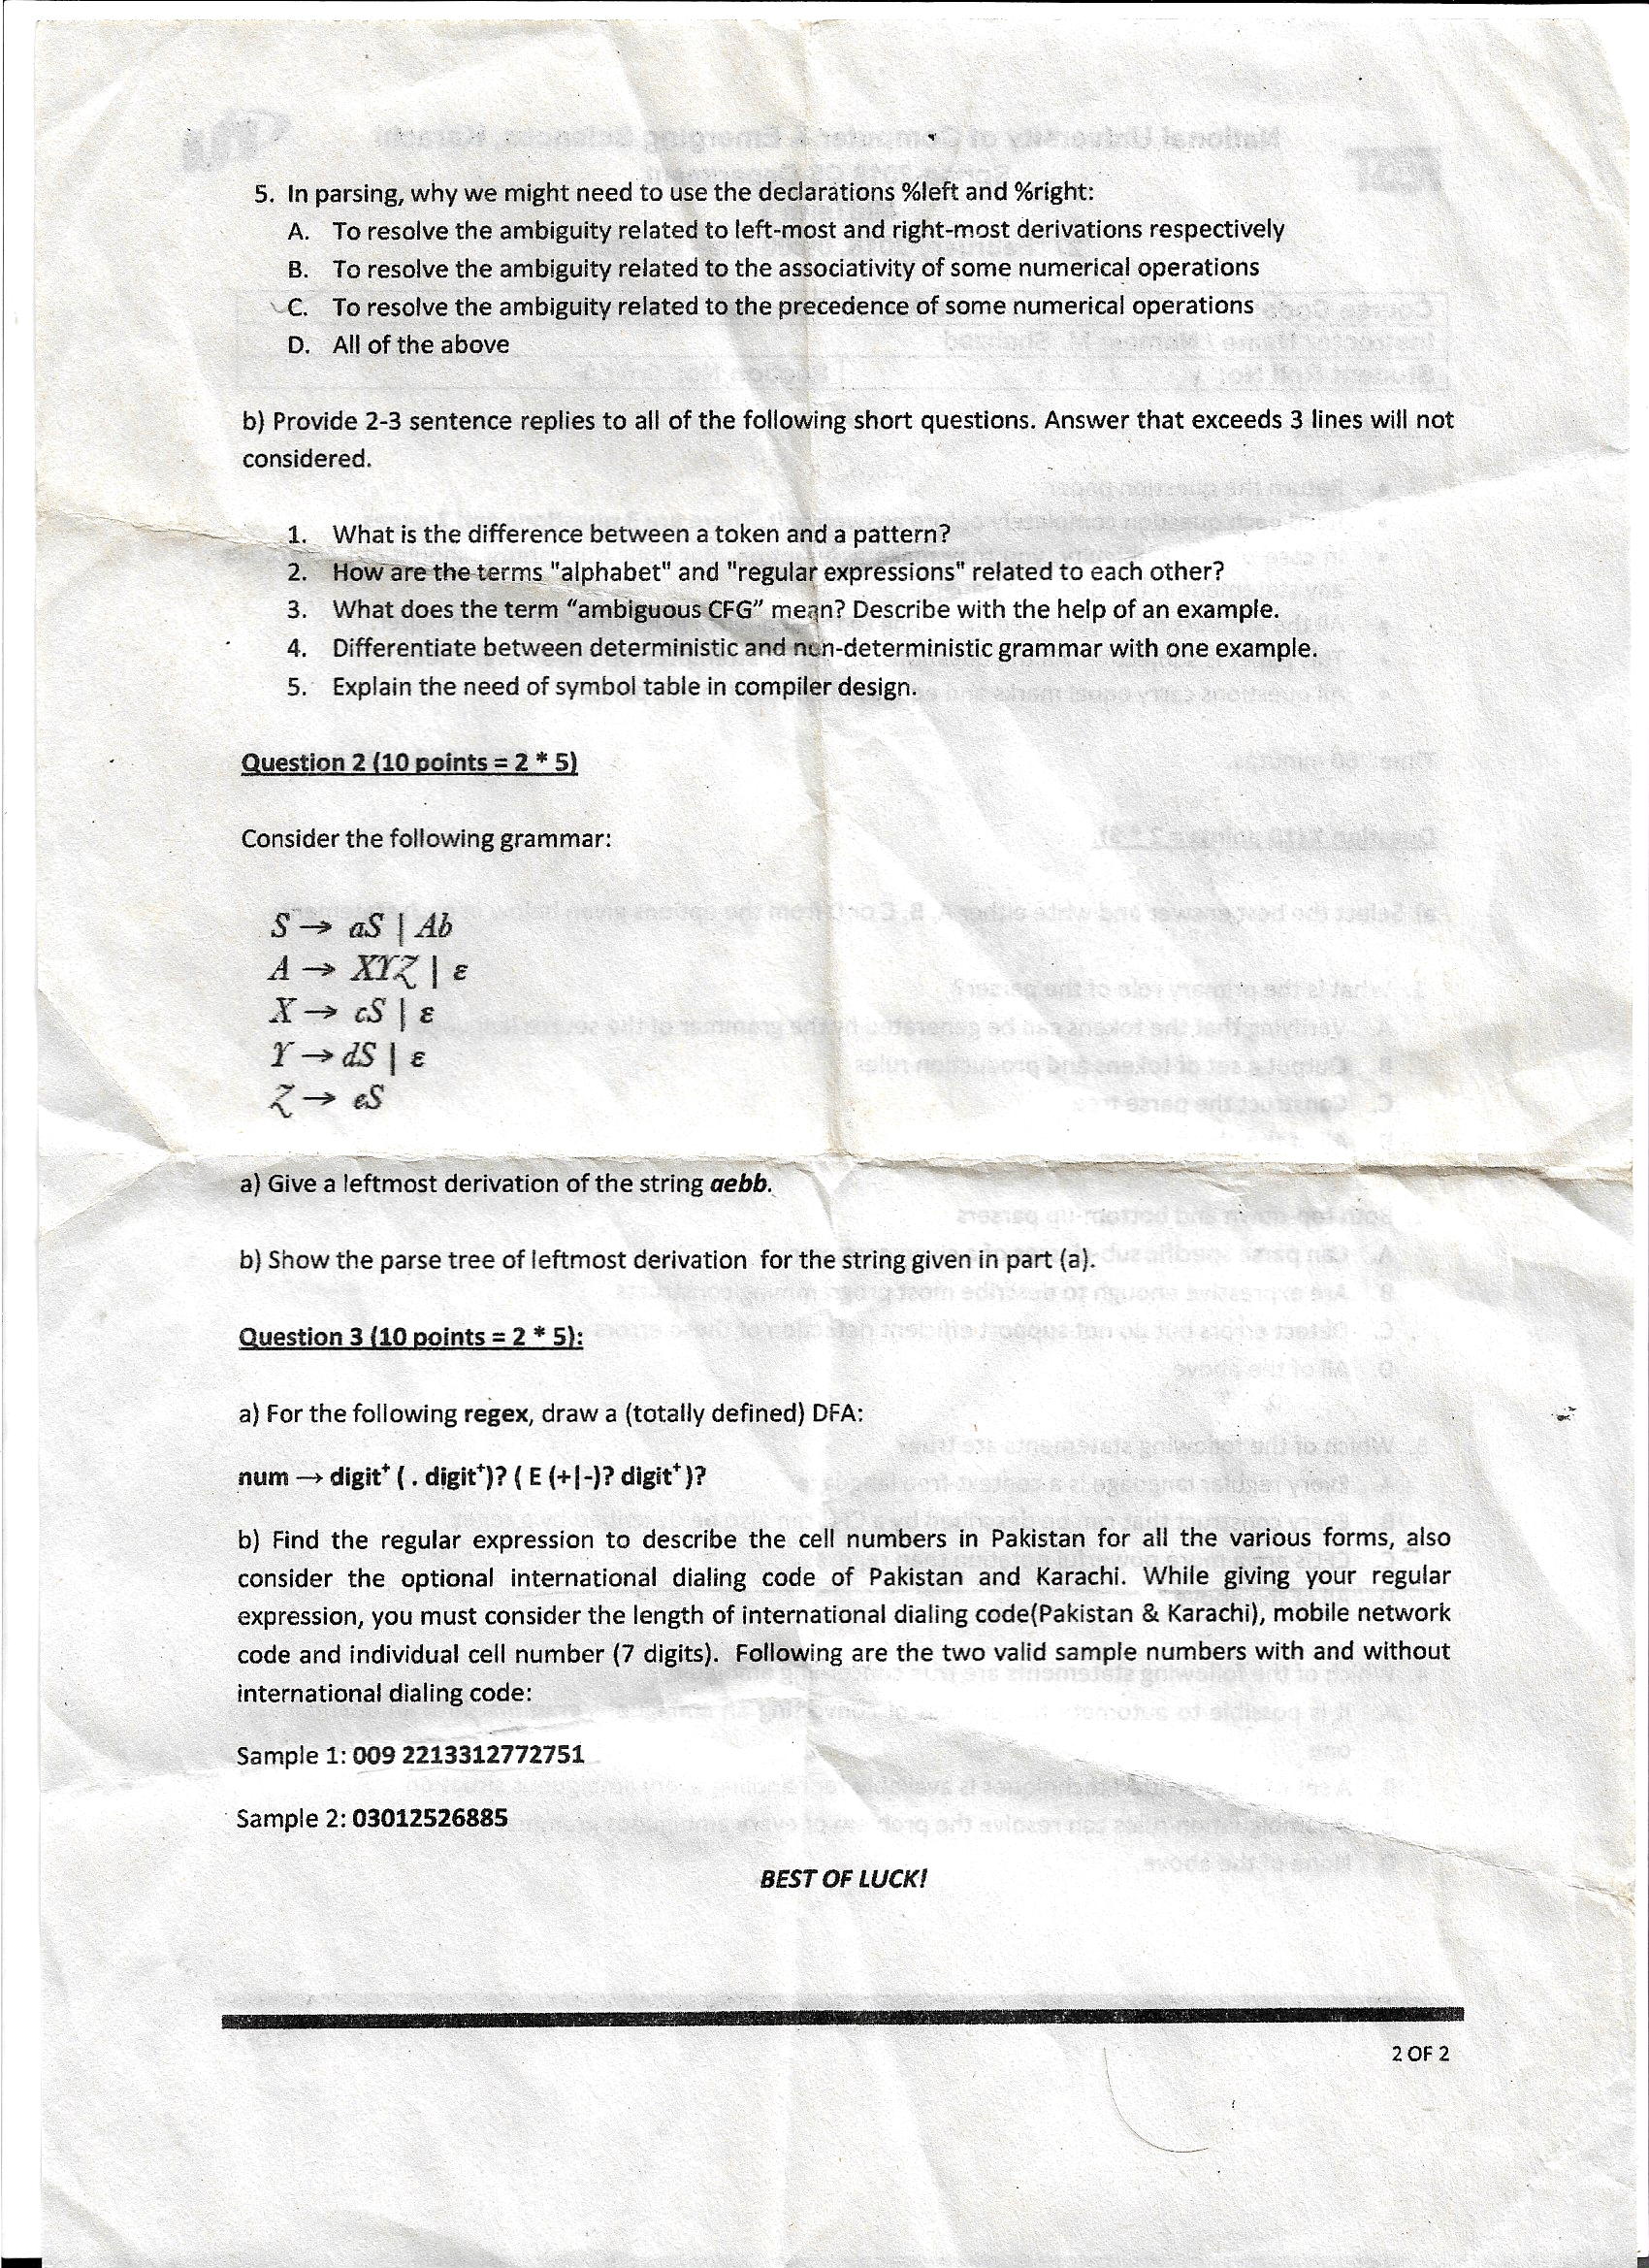 5. In parsing, why we might need to use the declarations %left and %right:
A. To resolve the ambiguity related to left-most and right-most derivations respectively
B. To resolve the ambiguity related to the associativity of some numerical operations
C. To resolve the ambiguity related to the precedence of some numerical operations
D. All of the above
b) Provide 2-3 sentence replies to all of the following short questions. Answer that exceeds 3 lines will not
considered.
1. What is the difference between a token and a pattern?
2. How are the terms "alphabet" and "regular expressions" related to each other?
3. What does the term “ambiguous CFG” mean? Describe with the help of an example.
4. Differentiate between deterministic and non-deterministic grammar with one example.
5. Explain the need of symbol table in compiler design.
Question 2 (10 points = 2 * 5)
Consider the following grammar:
S → aS | Ab
A → XYZ | ε
X → cS | ε
Y → dS | ε
Z → eS
a) Give a leftmost derivation of the string aebb.
b) Show the parse tree of leftmost derivation for the string given in part (a).
Question 3 (10 points = 2 * 5):
a) For the following regex, draw a (totally defined) DFA:
num → digit⁺ ( . digit⁺)? ( E (+|-)? digit⁺ )?
b) Find the regular expression to describe the cell numbers in Pakistan for all the various forms, also
consider the optional international dialing code of Pakistan and Karachi. While giving your regular
expression, you must consider the length of international dialing code(Pakistan & Karachi), mobile network
code and individual cell number (7 digits). Following are the two valid sample numbers with and without
international dialing code:
Sample 1: 009 2213312772751
Sample 2: 03012526885
BEST OF LUCK!
2 OF 2